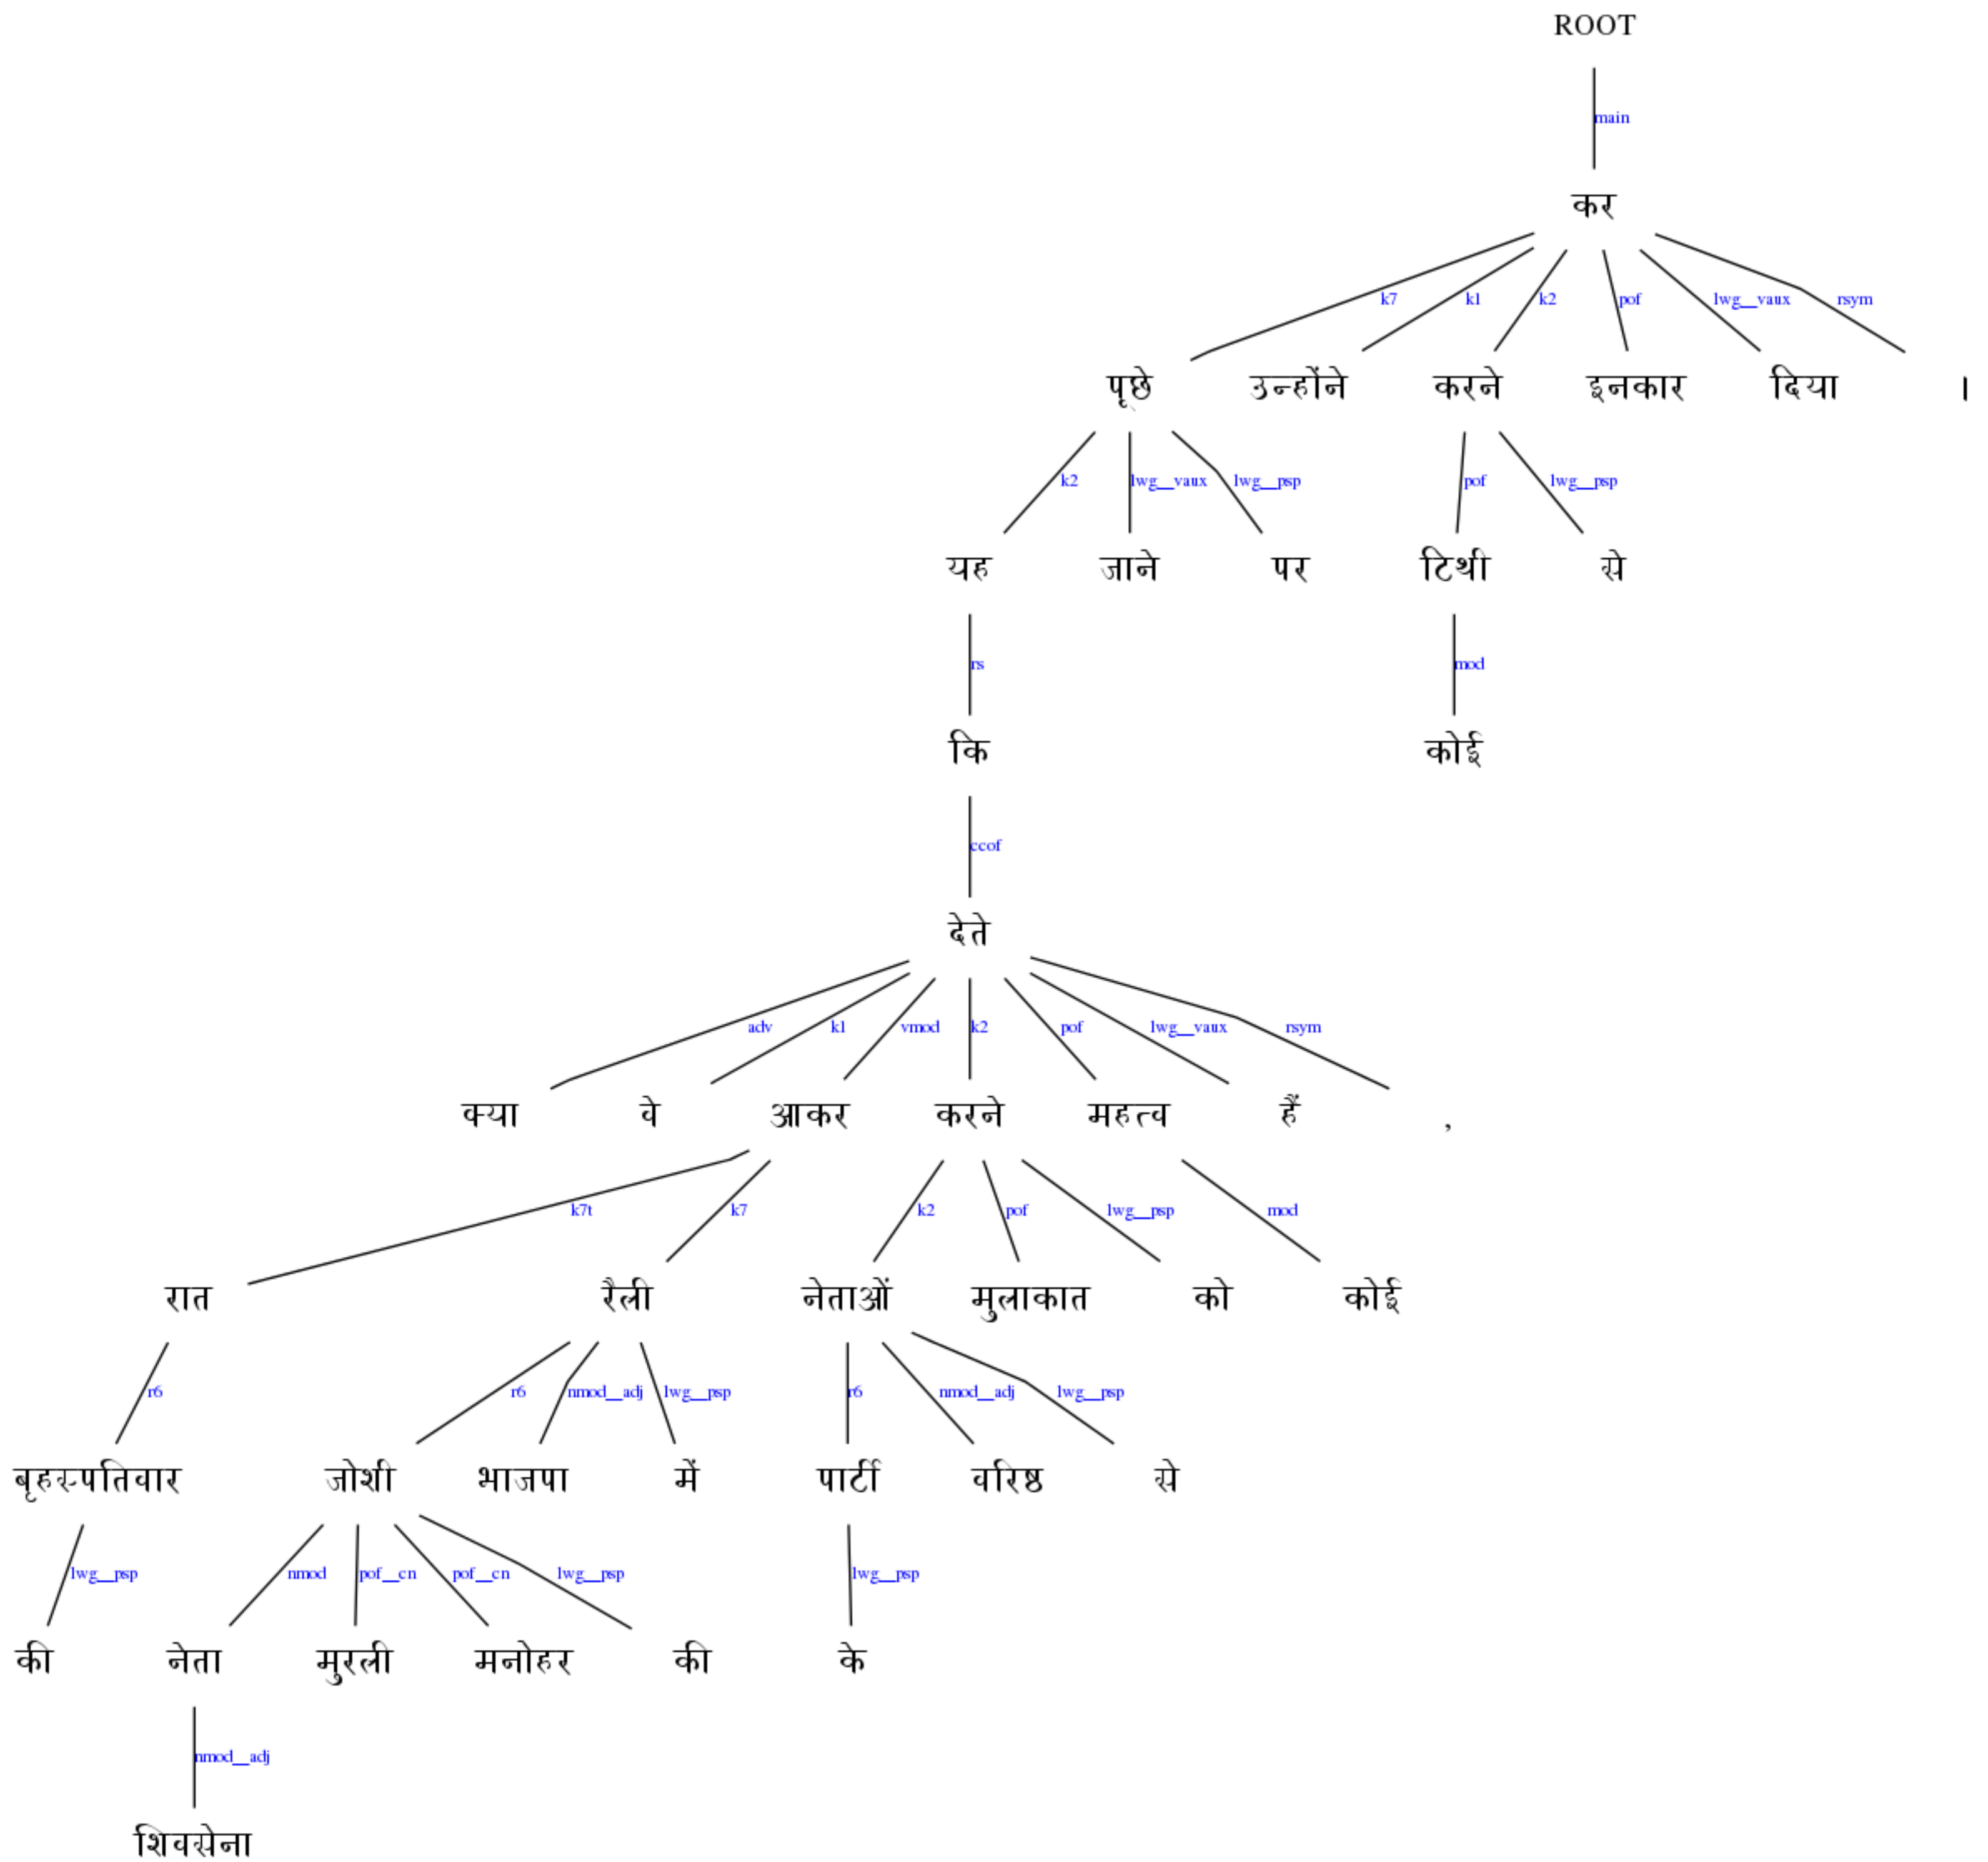 ROOT
main
कर
k7 k1 k2 pof lwg__vaux rsym
पूछे उन्होंने करने इनकार दिया ।
k2 lwg__vaux lwg__psp pof lwg__psp
यह जाने पर टिथी से
rs mod
कि कोई
ccof
देते
adv k1 vmod k2 pof lwg__vaux rsym
क्या वे आकर करने महत्व हैं ,
k7t k7 k2 pof lwg__psp mod
रात रैली नेताओं मुलाकात को कोई
r6 r6 nmod__adj lwg__psp r6 nmod__adj lwg__psp
बृहस्पतिवार जोशी भाजपा में पार्टी वरिष्ठ से
lwg__psp nmod pof__cn pof__cn lwg__psp lwg__psp
की नेता मुरली मनोहर की के
nmod__adj
शिवसेना